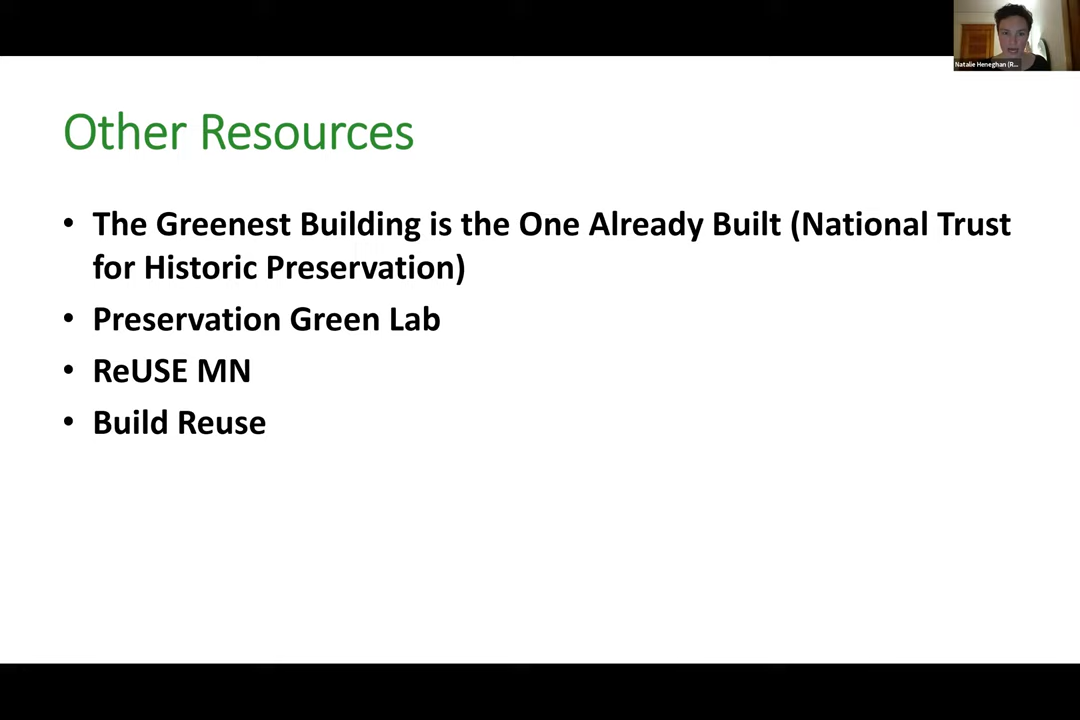 Natalie Heneghan (R...
Other Resources
• The Greenest Building is the One Already Built (National Trust
for Historic Preservation)
• Preservation Green Lab
• ReUSE MN
• Build Reuse